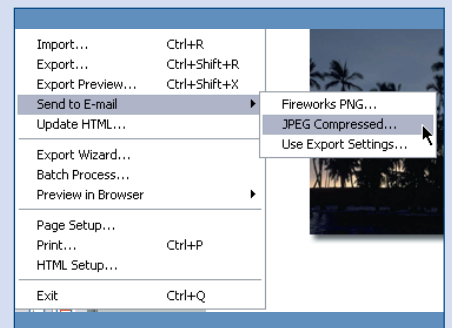 Import... Ctrl+R
Export... Ctrl+Shift+R
Export Preview... Ctrl+Shift+X
Send to E-mail
Fireworks PNG...
Update HTML...
JPEG Compressed...
Use Export Settings...
Export Wizard...
Batch Process...
Preview in Browser
Page Setup...
Print... Ctrl+P
HTML Setup...
Exit Ctrl+Q